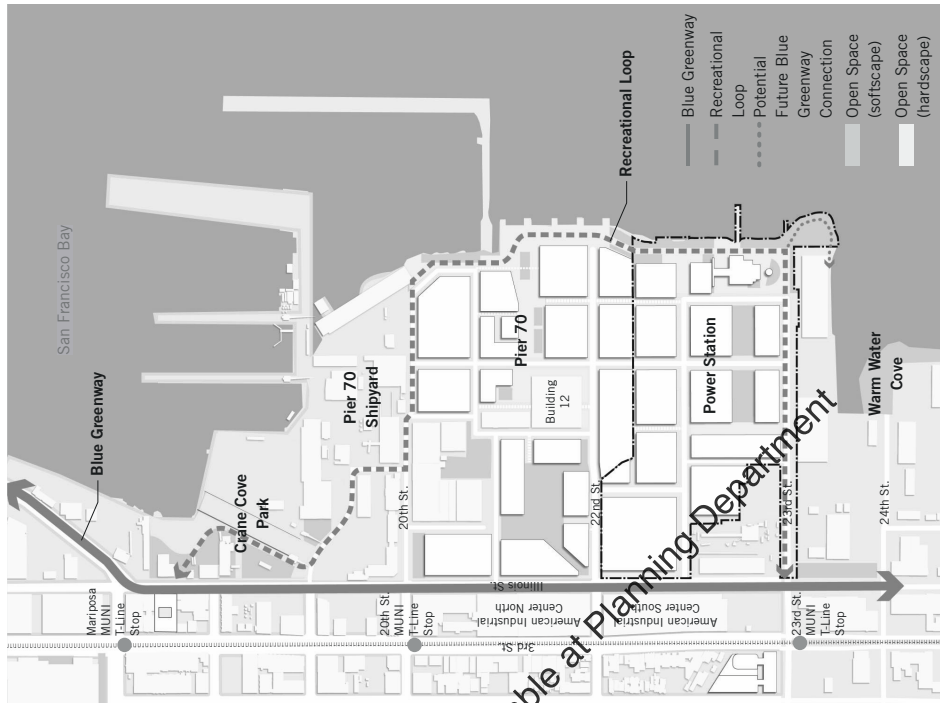 San Francisco Bay
Blue Greenway
Crane Cove
Park
Pier 70
Shipyard
Pier 70
Building
12
Recreational Loop
Power Station
Warm Water
Cove
Mariposa
MUNI
T-Line
Stop
20th St.
MUNI
T-Line
Stop
23rd St.
MUNI
T-Line
Stop
3rd St
Illinois St.
American Industrial
Center North
American Industrial
Center South
20th St.
22nd St.
23rd St.
24th St.
Blue Greenway
Recreational
Loop
Potential
Future Blue
Greenway
Connection
Open Space
(softscape)
Open Space
(hardscape)
at Planning Department